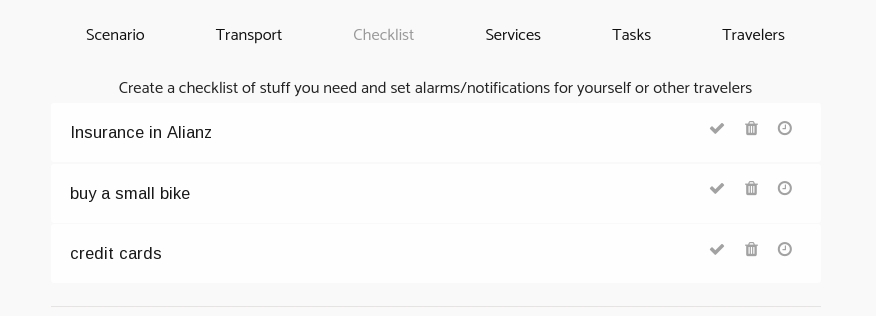 Scenario Transport Checklist Services Tasks Travelers
Create a checklist of stuff you need and set alarms/notifications for yourself or other travelers
Insurance in Alianz
buy a small bike
credit cards